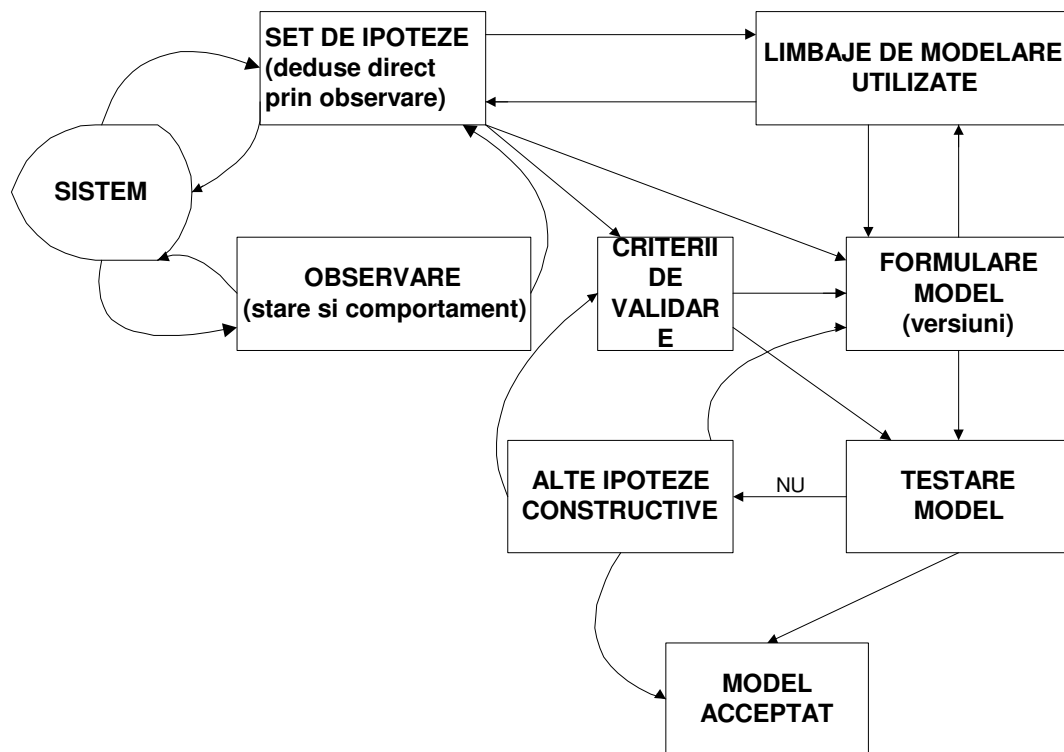 SET DE IPOTEZE
(deduse direct
prin observare)
LIMBAJE DE MODELARE
UTILIZATE
SISTEM
OBSERVARE
(stare si comportament)
CRITERII
DE
VALIDAR
E
FORMULARE
MODEL
(versiuni)
ALTE IPOTEZE
CONSTRUCTIVE
NU
TESTARE
MODEL
MODEL
ACCEPTAT